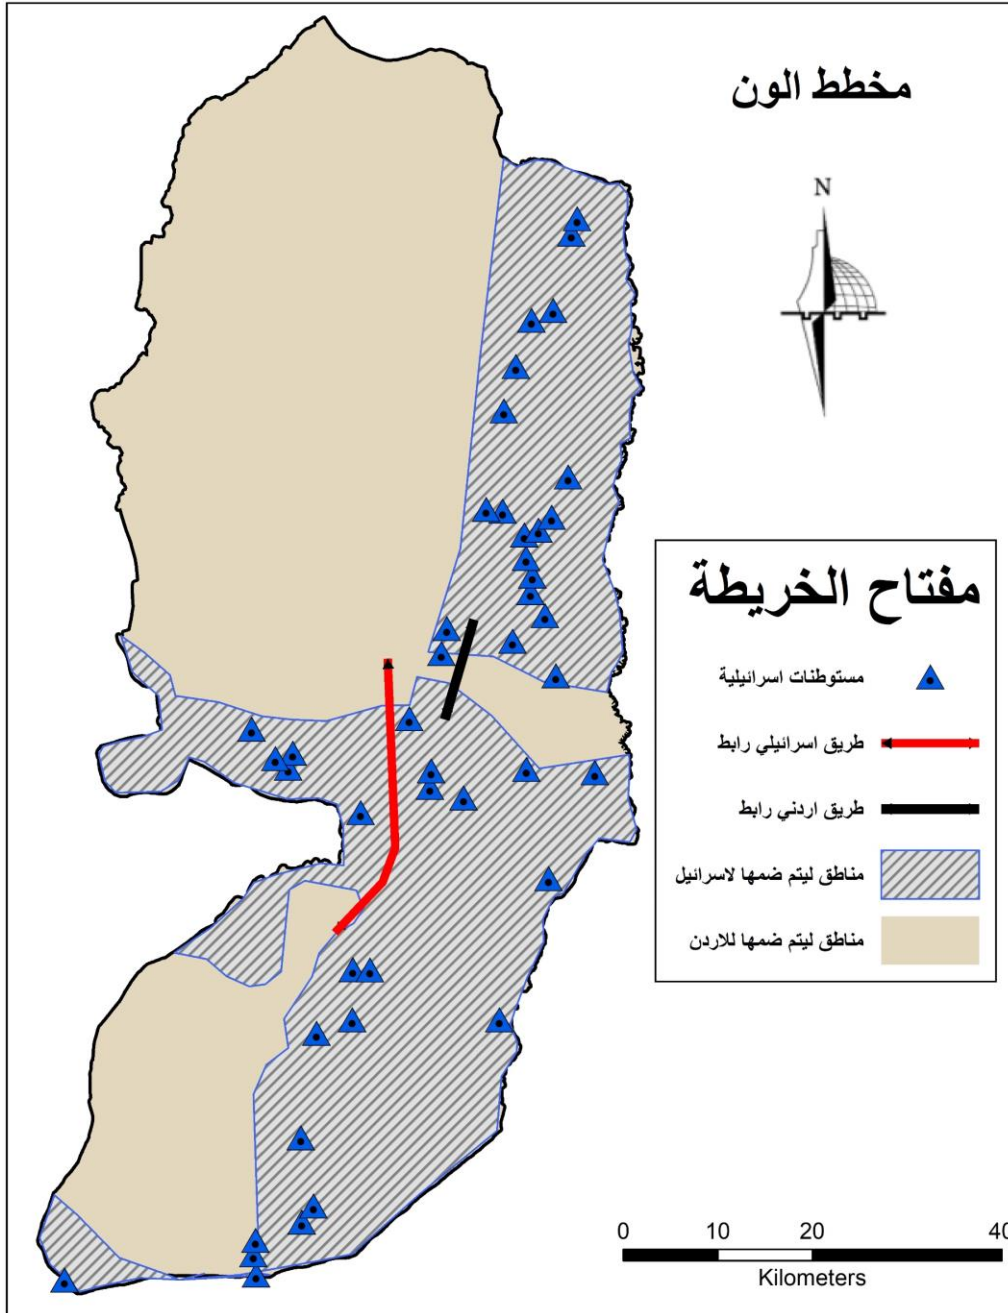 مخطط الون
N
مفتاح الخريطة
مستوطنات اسرائيلية
طريق اسرائيلي رابط
طريق اردني رابط
مناطق ليتم ضمها لاسرائيل
مناطق ليتم ضمها للاردن
0 10 20 40
Kilometers